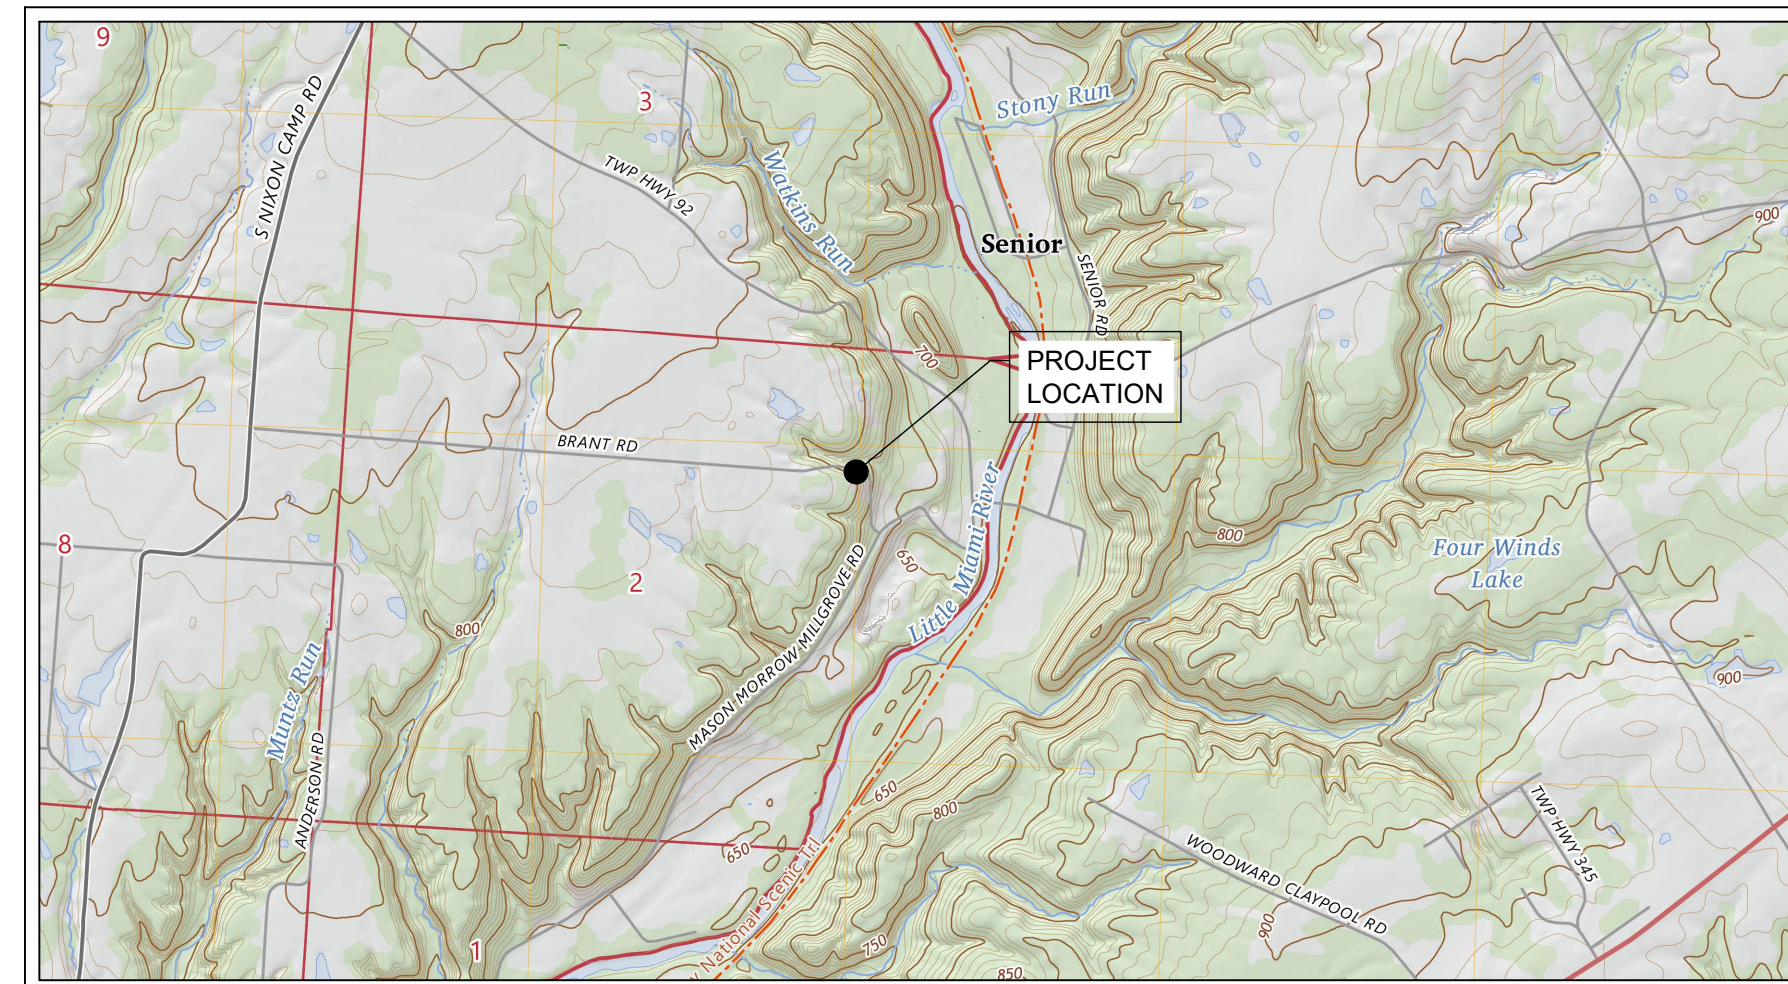 9
S NIXON CAMP RD
3
Stony Run
TWP HWY 92
Watkins Run
900
Senior
SENIOR RD
700
PROJECT
LOCATION
BRANT RD
8
2
650
800
Four Winds
Lake
Little Miami River
MASON MORROW MILLGROVE RD
800
Muntz Run
900
ANDERSON RD
650
800
650
TWP HWY 345
WOODWARD CLAYPOOL RD
National Scenic Trl
900
1
750
850